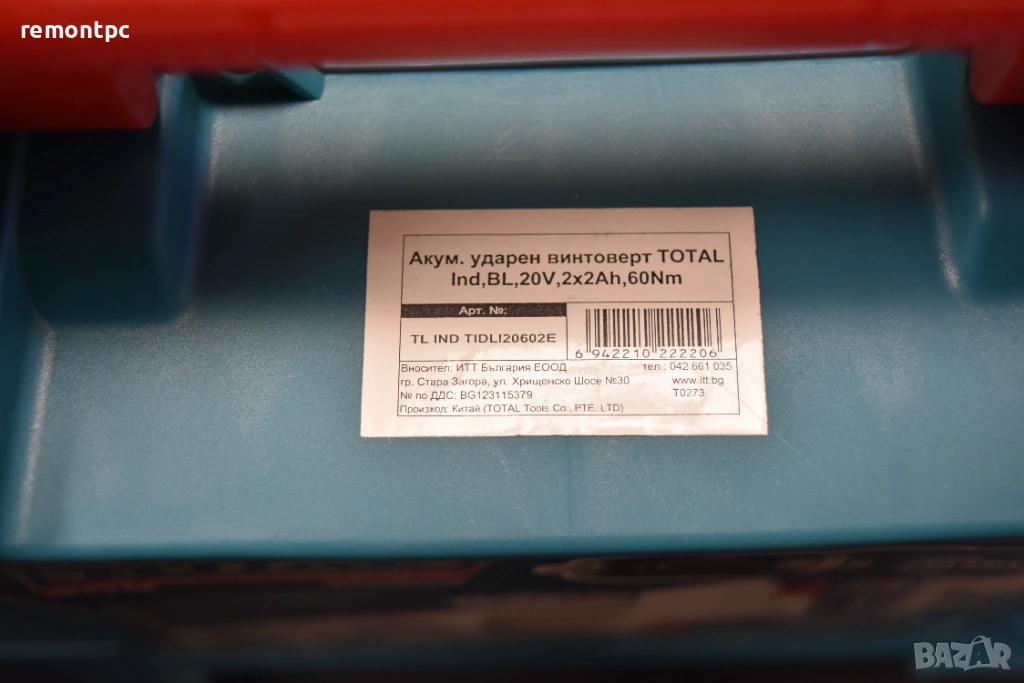 remontpc
Акум. ударен винтоверт TOTAL
Ind,BL,20V,2x2Ah,60Nm
Арт. №:
TL IND TIDLI20602E
6 942210 222206
Вносител: ИТТ България ЕООД тел.: 042 661 035
гр. Стара Загора, ул. Хрищенско Шосе №30 www.itt.bg
№ по ДДС: BG123115379 T0273
Произход: Китай (TOTAL Tools Co., PTE. LTD)
BAZAR